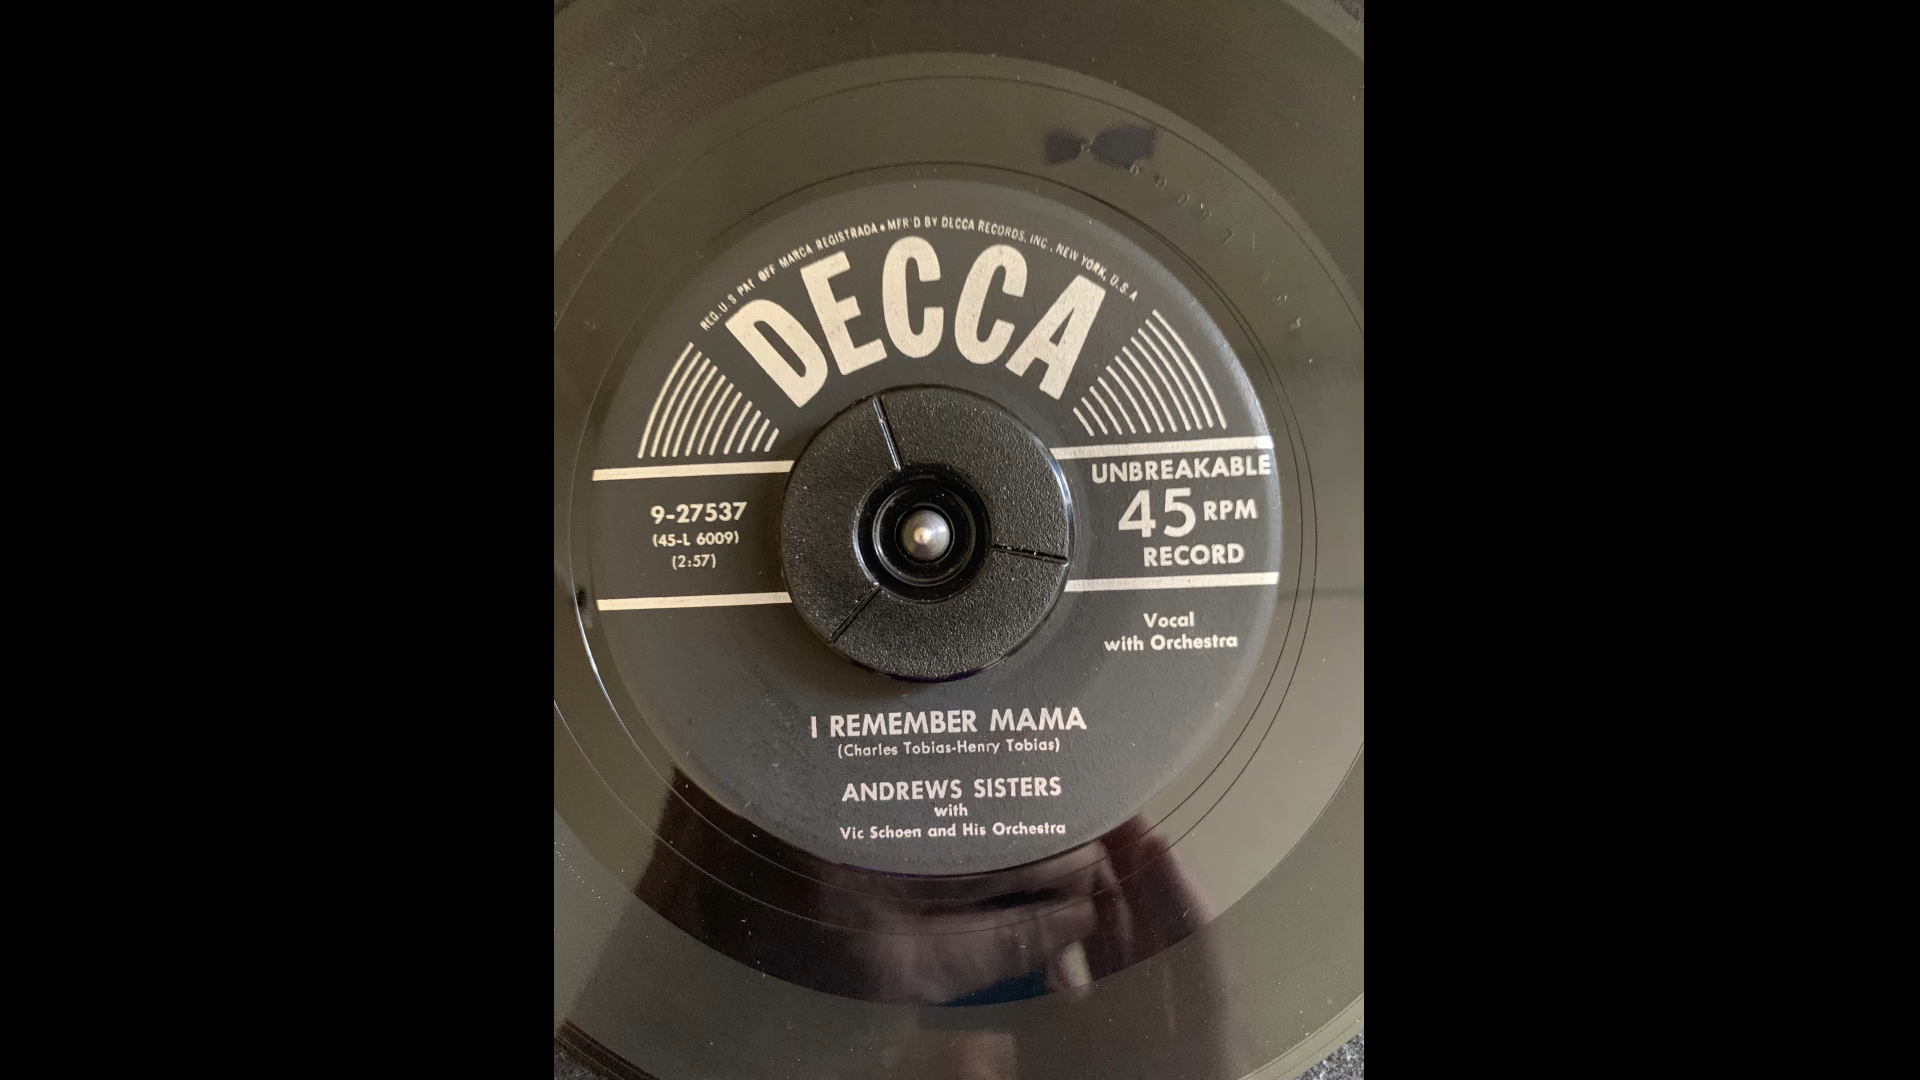 REG. U.S PAT OFF MARCA REGISTRADA • MFR'D BY DECCA RECORDS, INC., NEW YORK, U.S.A
DECCA
9-27537
(45-L 6009)
(2:57)
UNBREAKABLE
45 RPM
RECORD
Vocal
with Orchestra
I REMEMBER MAMA
(Charles Tobias-Henry Tobias)
ANDREWS SISTERS
with
Vic Schoen and His Orchestra